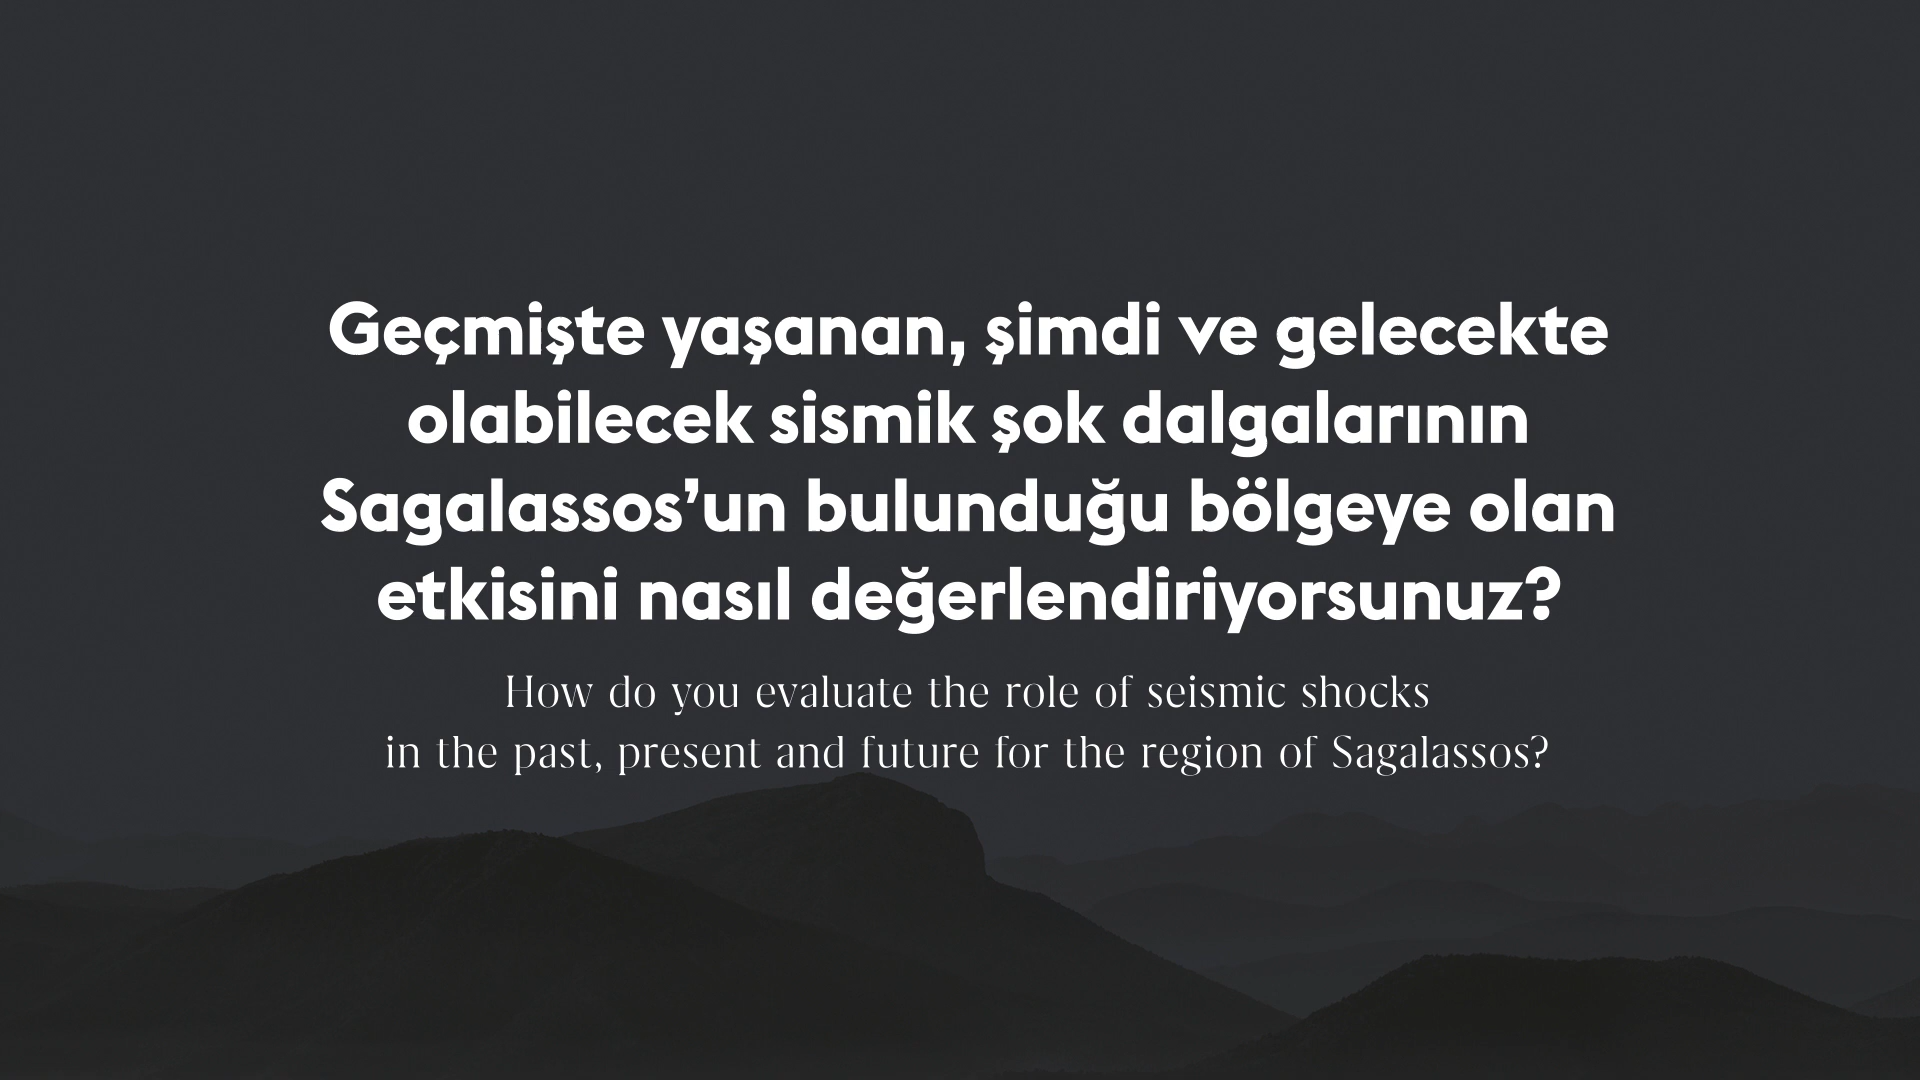 Geçmişte yaşanan, şimdi ve gelecekte
olabilecek sismik şok dalgalarının
Sagalassos’un bulunduğu bölgeye olan
etkisini nasıl değerlendiriyorsunuz?
How do you evaluate the role of seismic shocks
in the past, present and future for the region of Sagalassos?